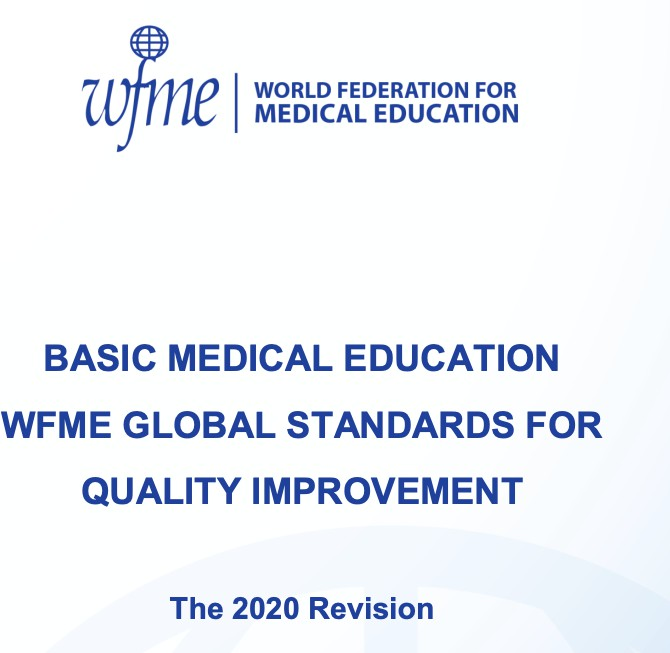 wfme
WORLD FEDERATION FOR
MEDICAL EDUCATION
BASIC MEDICAL EDUCATION
WFME GLOBAL STANDARDS FOR
QUALITY IMPROVEMENT
The 2020 Revision